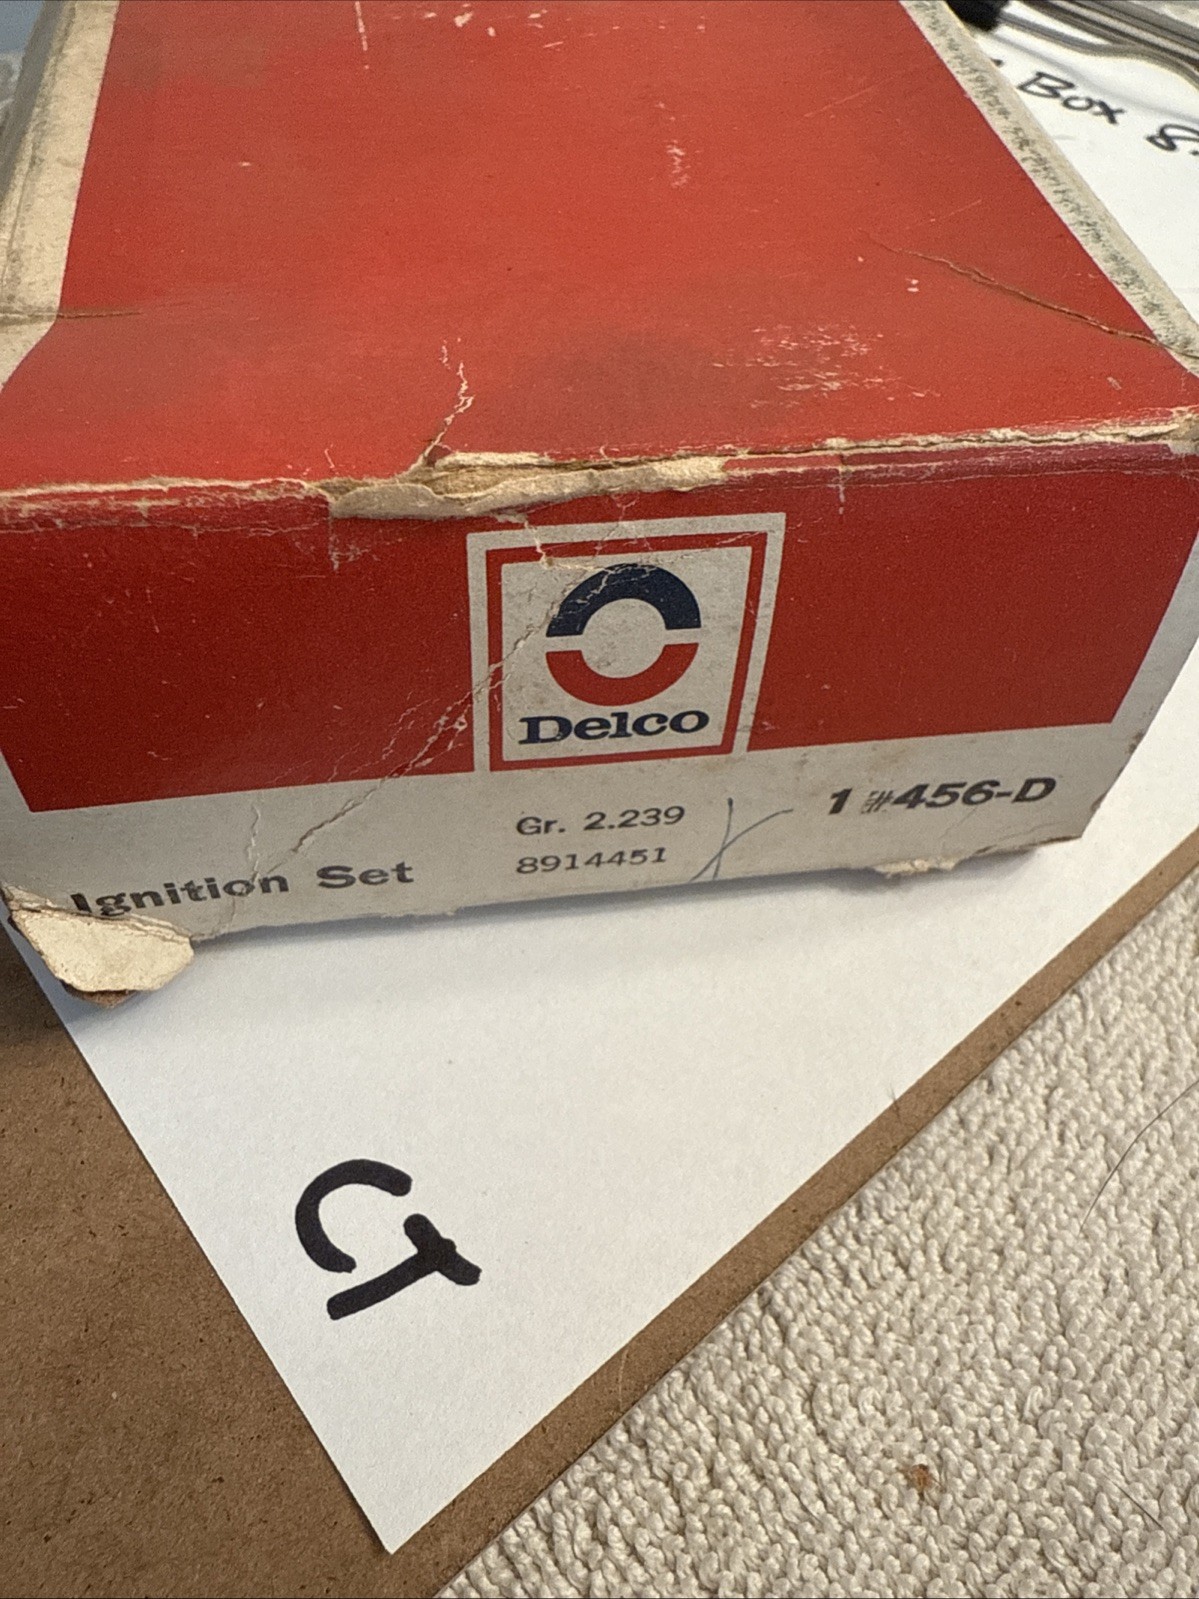 Box
Delco
Gr. 2.239
1 #456-D
8914451
Ignition Set
CT